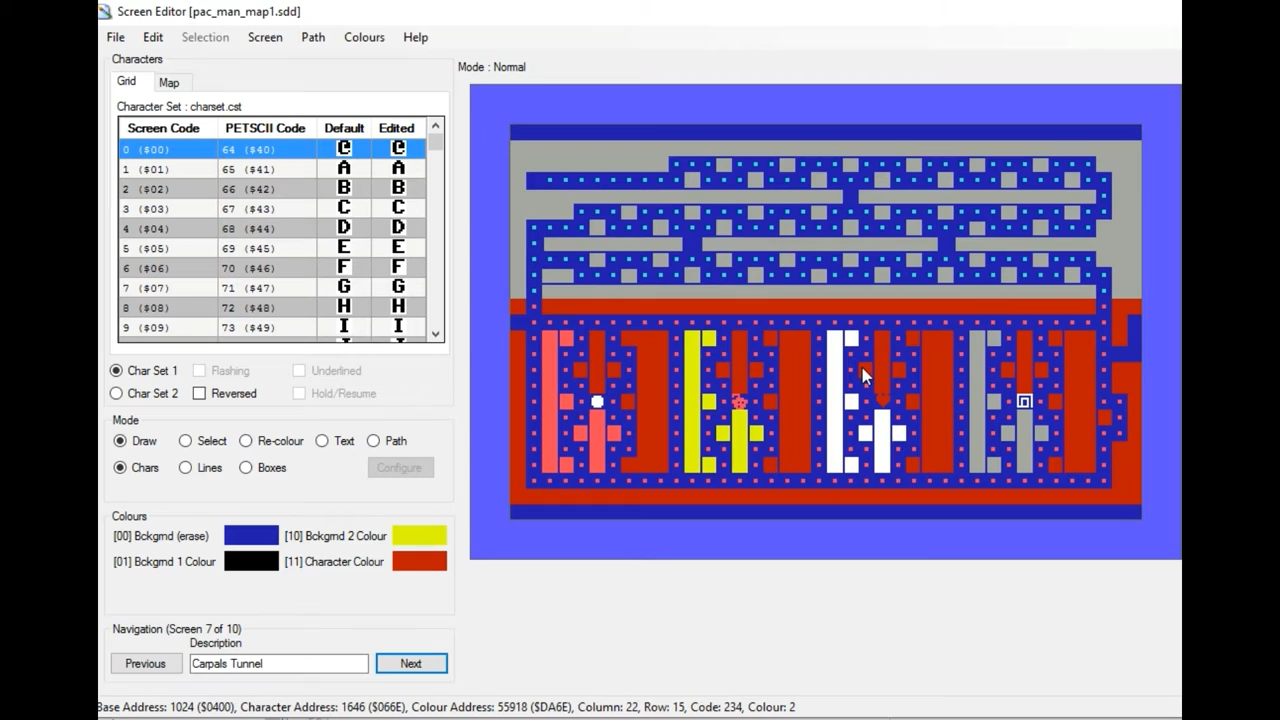 Screen Editor [pac_man_map1.sdd]
File Edit Selection Screen Path Colours Help
Characters
Grid Map
Character Set : charset.cst
Screen Code PETSCII Code Default Edited
0 ($00) 64 ($40) @ @
1 ($01) 65 ($41) A A
2 ($02) 66 ($42) B B
3 ($03) 67 ($43) C C
4 ($04) 68 ($44) D D
5 ($05) 69 ($45) E E
6 ($06) 70 ($46) F F
7 ($07) 71 ($47) G G
8 ($08) 72 ($48) H H
9 ($09) 73 ($49) I I
Char Set 1 Flashing Underlined
Char Set 2 Reversed Hold/Resume
Mode
Draw Select Re-colour Text Path
Chars Lines Boxes Configure
Colours
[00] Bckgrnd (erase) [10] Bckgrnd 2 Colour
[01] Bckgrnd 1 Colour [11] Character Colour
Navigation (Screen 7 of 10)
Description
Previous Carpals Tunnel Next
Mode : Normal
Base Address: 1024 ($0400), Character Address: 1646 ($066E), Colour Address: 55918 ($DA6E), Column: 22, Row: 15, Code: 234, Colour: 2